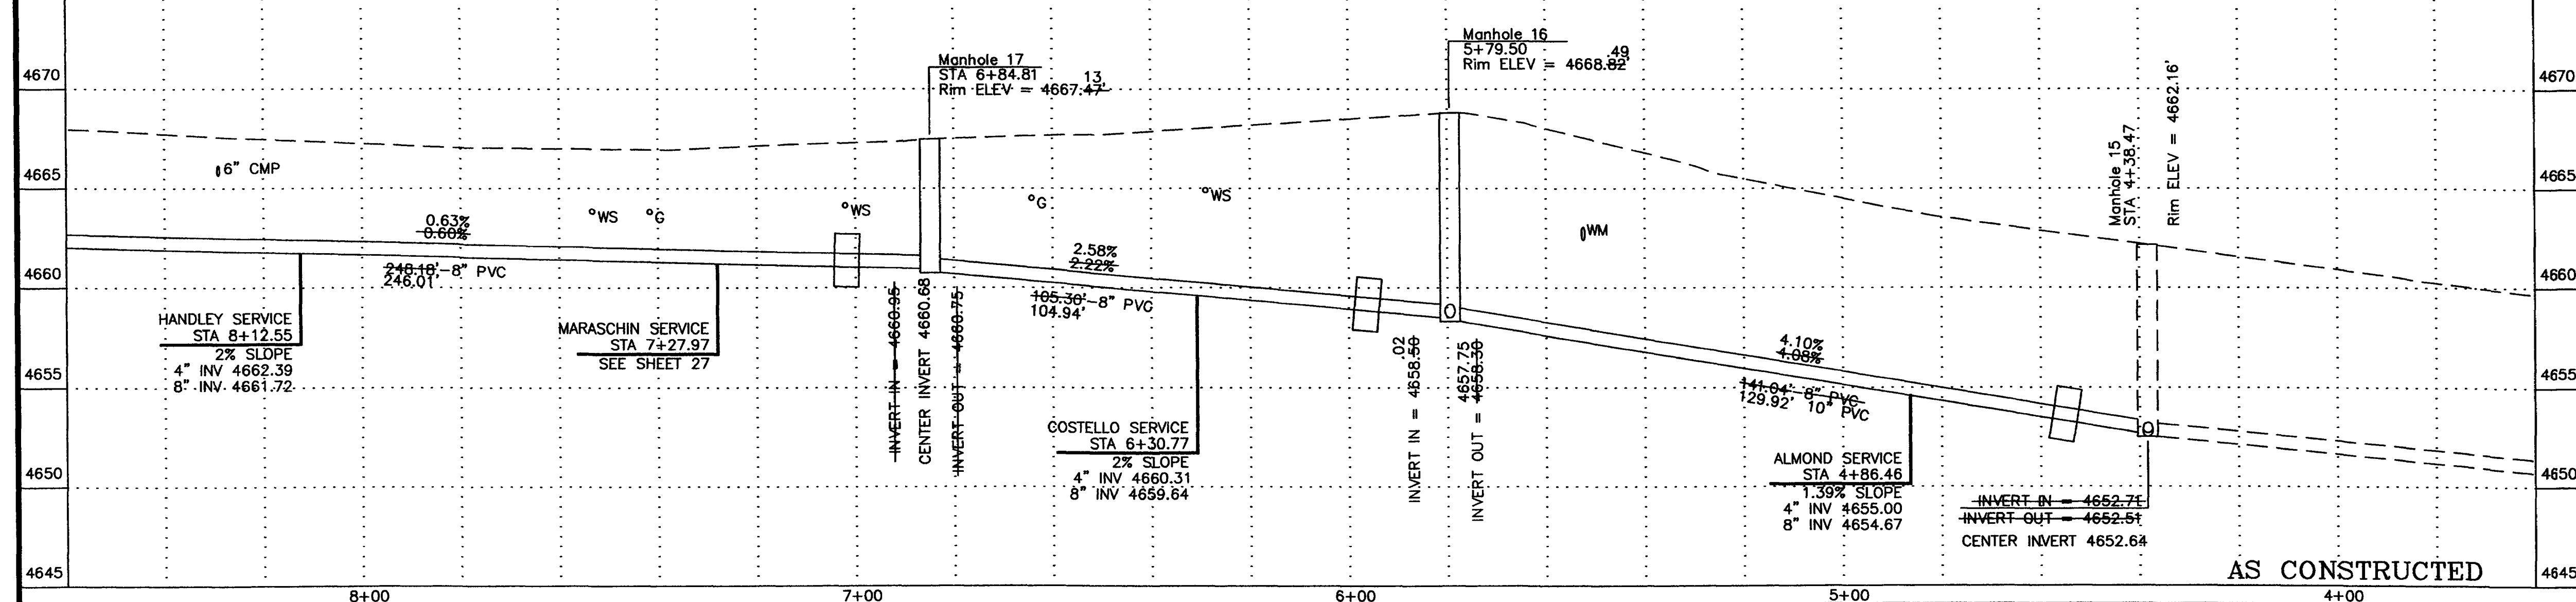 Manhole 17
STA 6+84.81
13
Rim ELEV = 4667.47'
Manhole 16
5+79.50
.49
Rim ELEV = 4668.82'
Manhole 15
STA 4+38.47
Rim ELEV = 4662.16'
4670
4670
4665
4665
4660
4660
4655
4655
4650
4650
4645
4645
6" CMP
WS
G
WS
G
WS
WM
0.63%
0.60%
248.18'-8" PVC
246.01'
2.58%
2.22%
105.30'-8" PVC
104.94'
4.10%
4.08%
141.04'-8" PVC
129.92' 10" PVC
HANDLEY SERVICE
STA 8+12.55
2% SLOPE
4" INV 4662.39
8" INV 4661.72
MARASCHIN SERVICE
STA 7+27.97
SEE SHEET 27
INVERT IN = 4660.95
CENTER INVERT 4660.68
INVERT OUT = 4660.75
COSTELLO SERVICE
STA 6+30.77
2% SLOPE
4" INV 4660.31
8" INV 4659.64
.02
INVERT IN = 4658.50
4657.75
INVERT OUT = 4658.30
ALMOND SERVICE
STA 4+86.46
1.39% SLOPE
4" INV 4655.00
8" INV 4654.67
INVERT IN = 4652.71
INVERT OUT = 4652.51
CENTER INVERT 4652.64
AS CONSTRUCTED
8+00
7+00
6+00
5+00
4+00